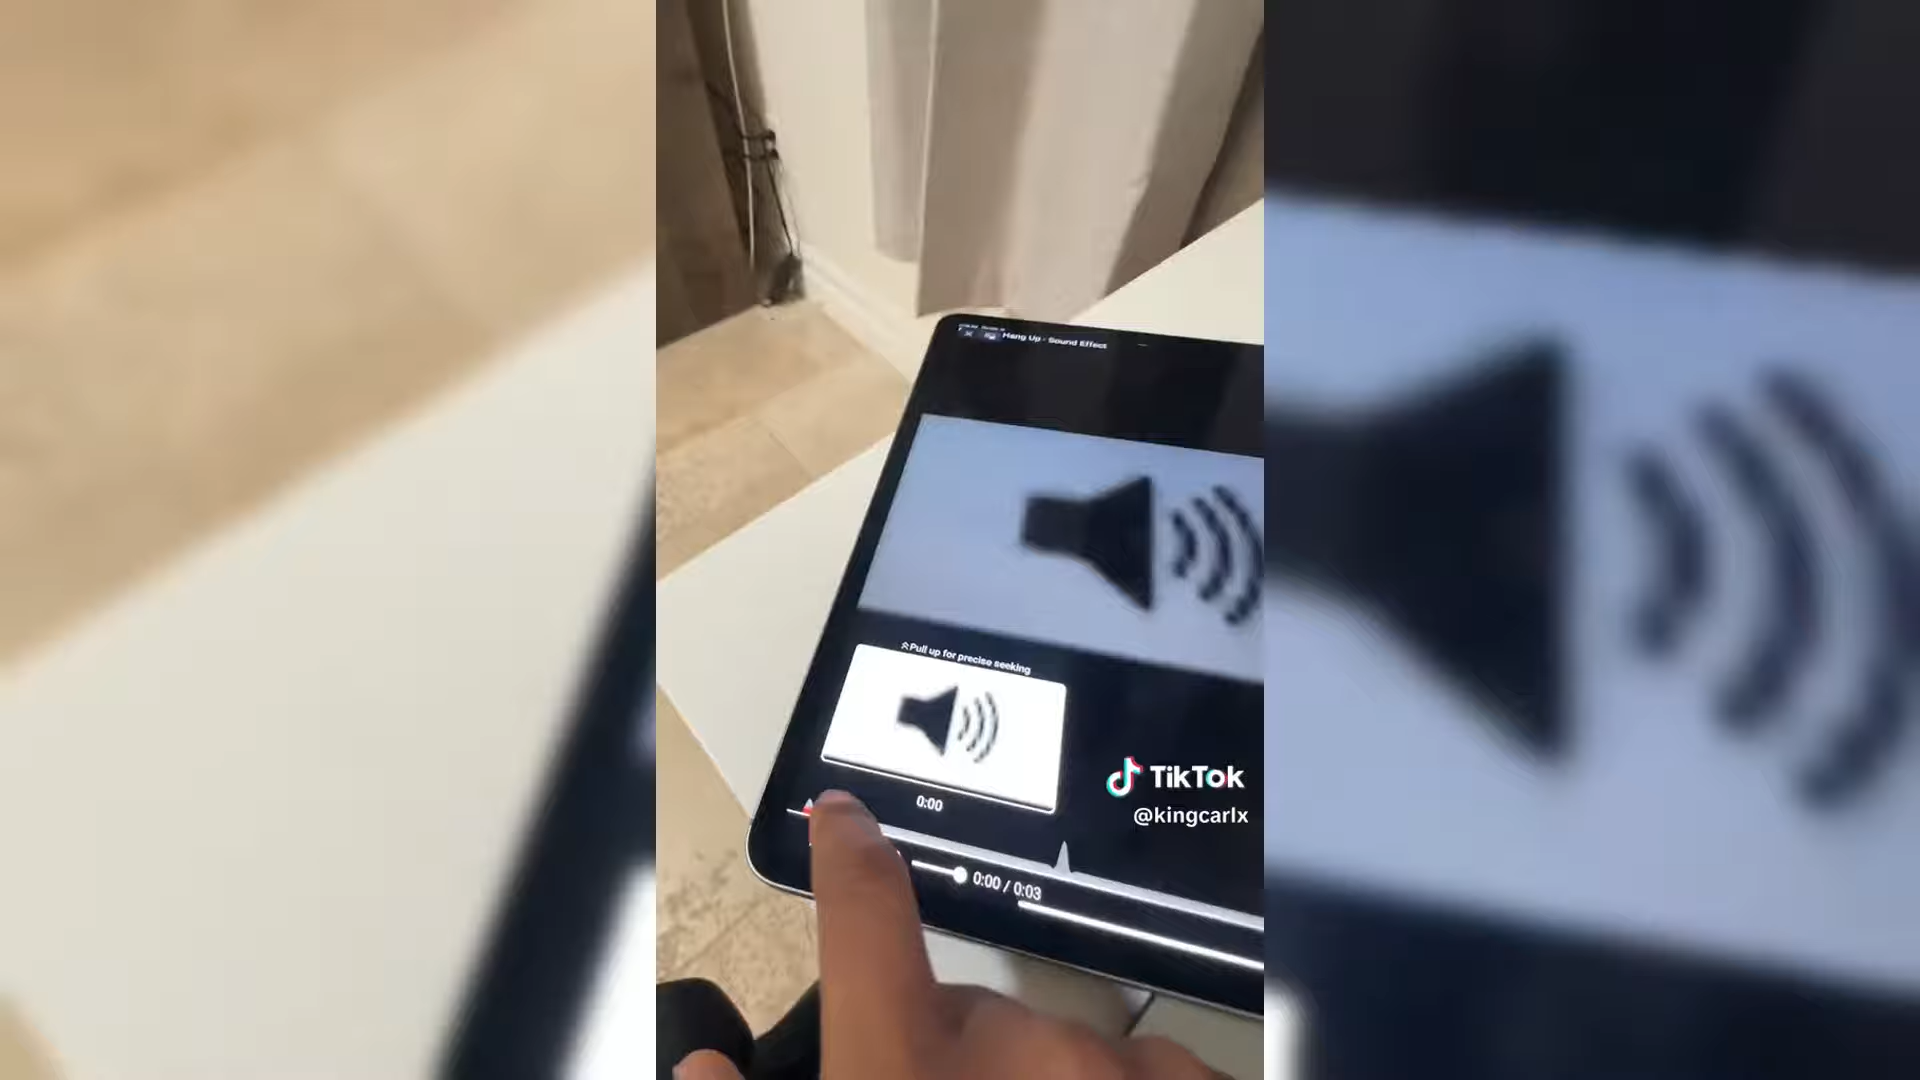 Hang Up - Sound Effect
Pull up for precise seeking
0:00
TikTok
@kingcarlx
0:00 / 0:03